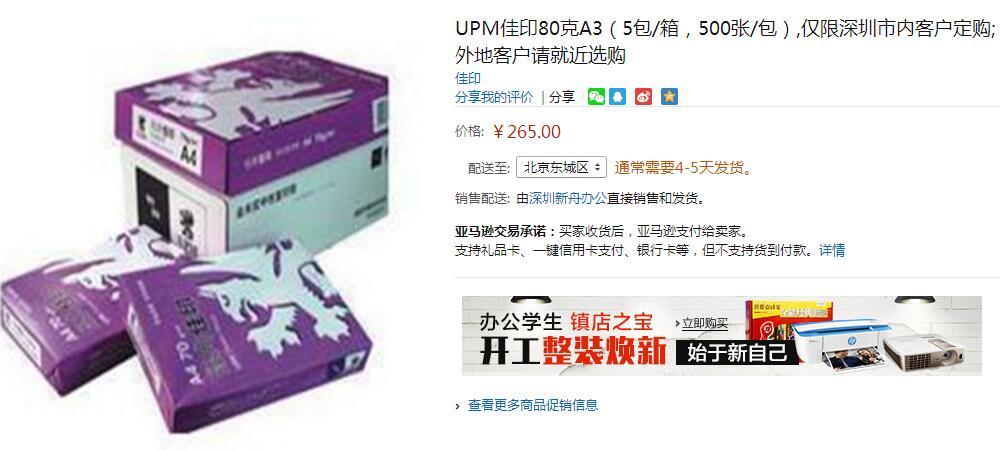 UPM佳印80克A3（5包/箱，500张/包）,仅限深圳市内客户定购;
外地客户请就近选购
佳印
分享我的评价 | 分享
价格: ￥265.00
配送至: 北京东城区 通常需要4-5天发货。
销售配送: 由深圳新舟办公直接销售和发货。
亚马逊交易承诺：买家收货后，亚马逊支付给卖家。
支持礼品卡、一键信用卡支付、银行卡等，但不支持货到付款。详情
办公学生 镇店之宝 ›立即购买
开工整装焕新 始于新自己
› 查看更多商品促销信息
A4
A4 70